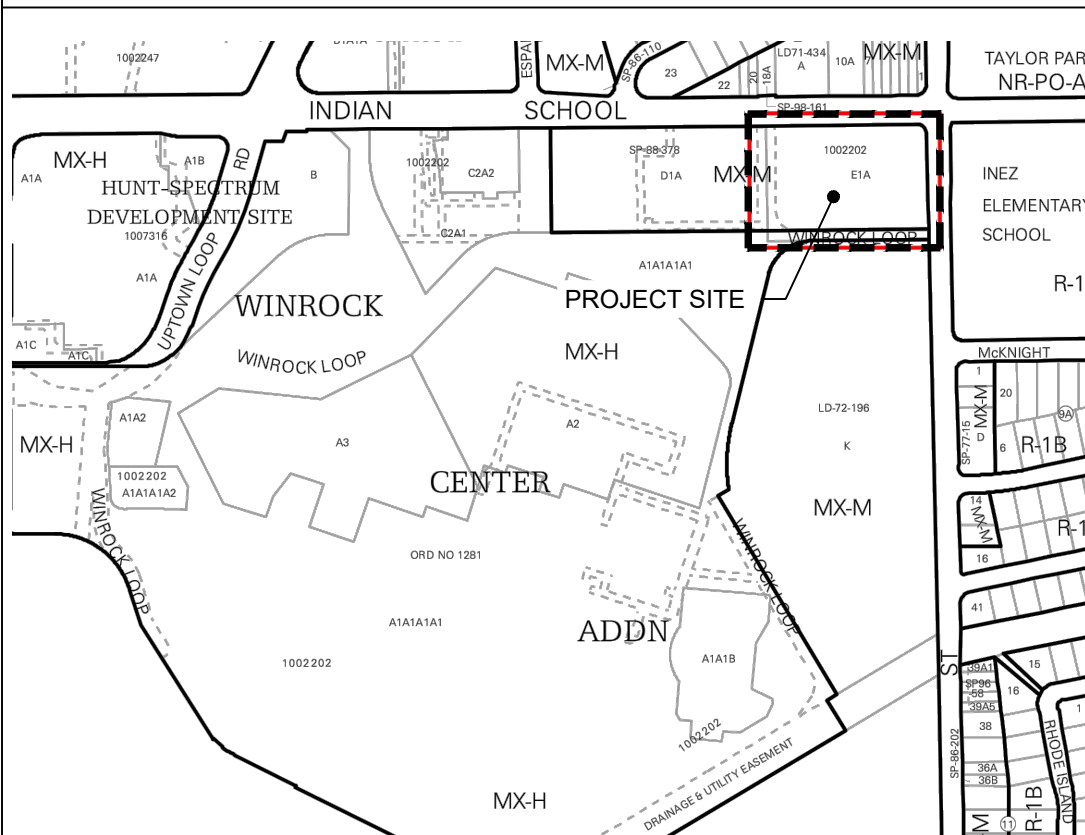 1002247
ESPAI
MX-M
SP-86-110
23
22
20
18A
LD71-434
A
10A
MX-M
1
TAYLOR PAR
NR-PO-A
INDIAN SCHOOL
SP-98-161
MX-H
A1A
A1B
RD
HUNT-SPECTRUM
DEVELOPMENT SITE
1007316
A1A
UPTOWN LOOP
A1C
A1C
B
1002202
C2A2
C2A1
SP-88-378
D1A
MX-M
1002202
E1A
WINROCK LOOP
INEZ
ELEMENTARY
SCHOOL
R-1
A1A1A1A1
PROJECT SITE
WINROCK
WINROCK LOOP
MX-H
McKNIGHT
1
MX-M
SP-77-15
D
20
9A
6
R-1B
LD-72-196
K
MX-M
MX-H
A1A2
1002202
A1A1A1A2
A3
A2
CENTER
WINROCK LOOP
WINROCK LOOP
14
MX-M
16
R-1
ORD NO 1281
A1A1A1A1
1002202
ADDN
A1A1B
1002202
41
ST
39A1
SP96
-58
39A5
38
36A
36B
15
16
1
RHODE ISLAND
SP-86-202
DRAINAGE & UTILITY EASEMENT
MX-H
M
11
R-1B